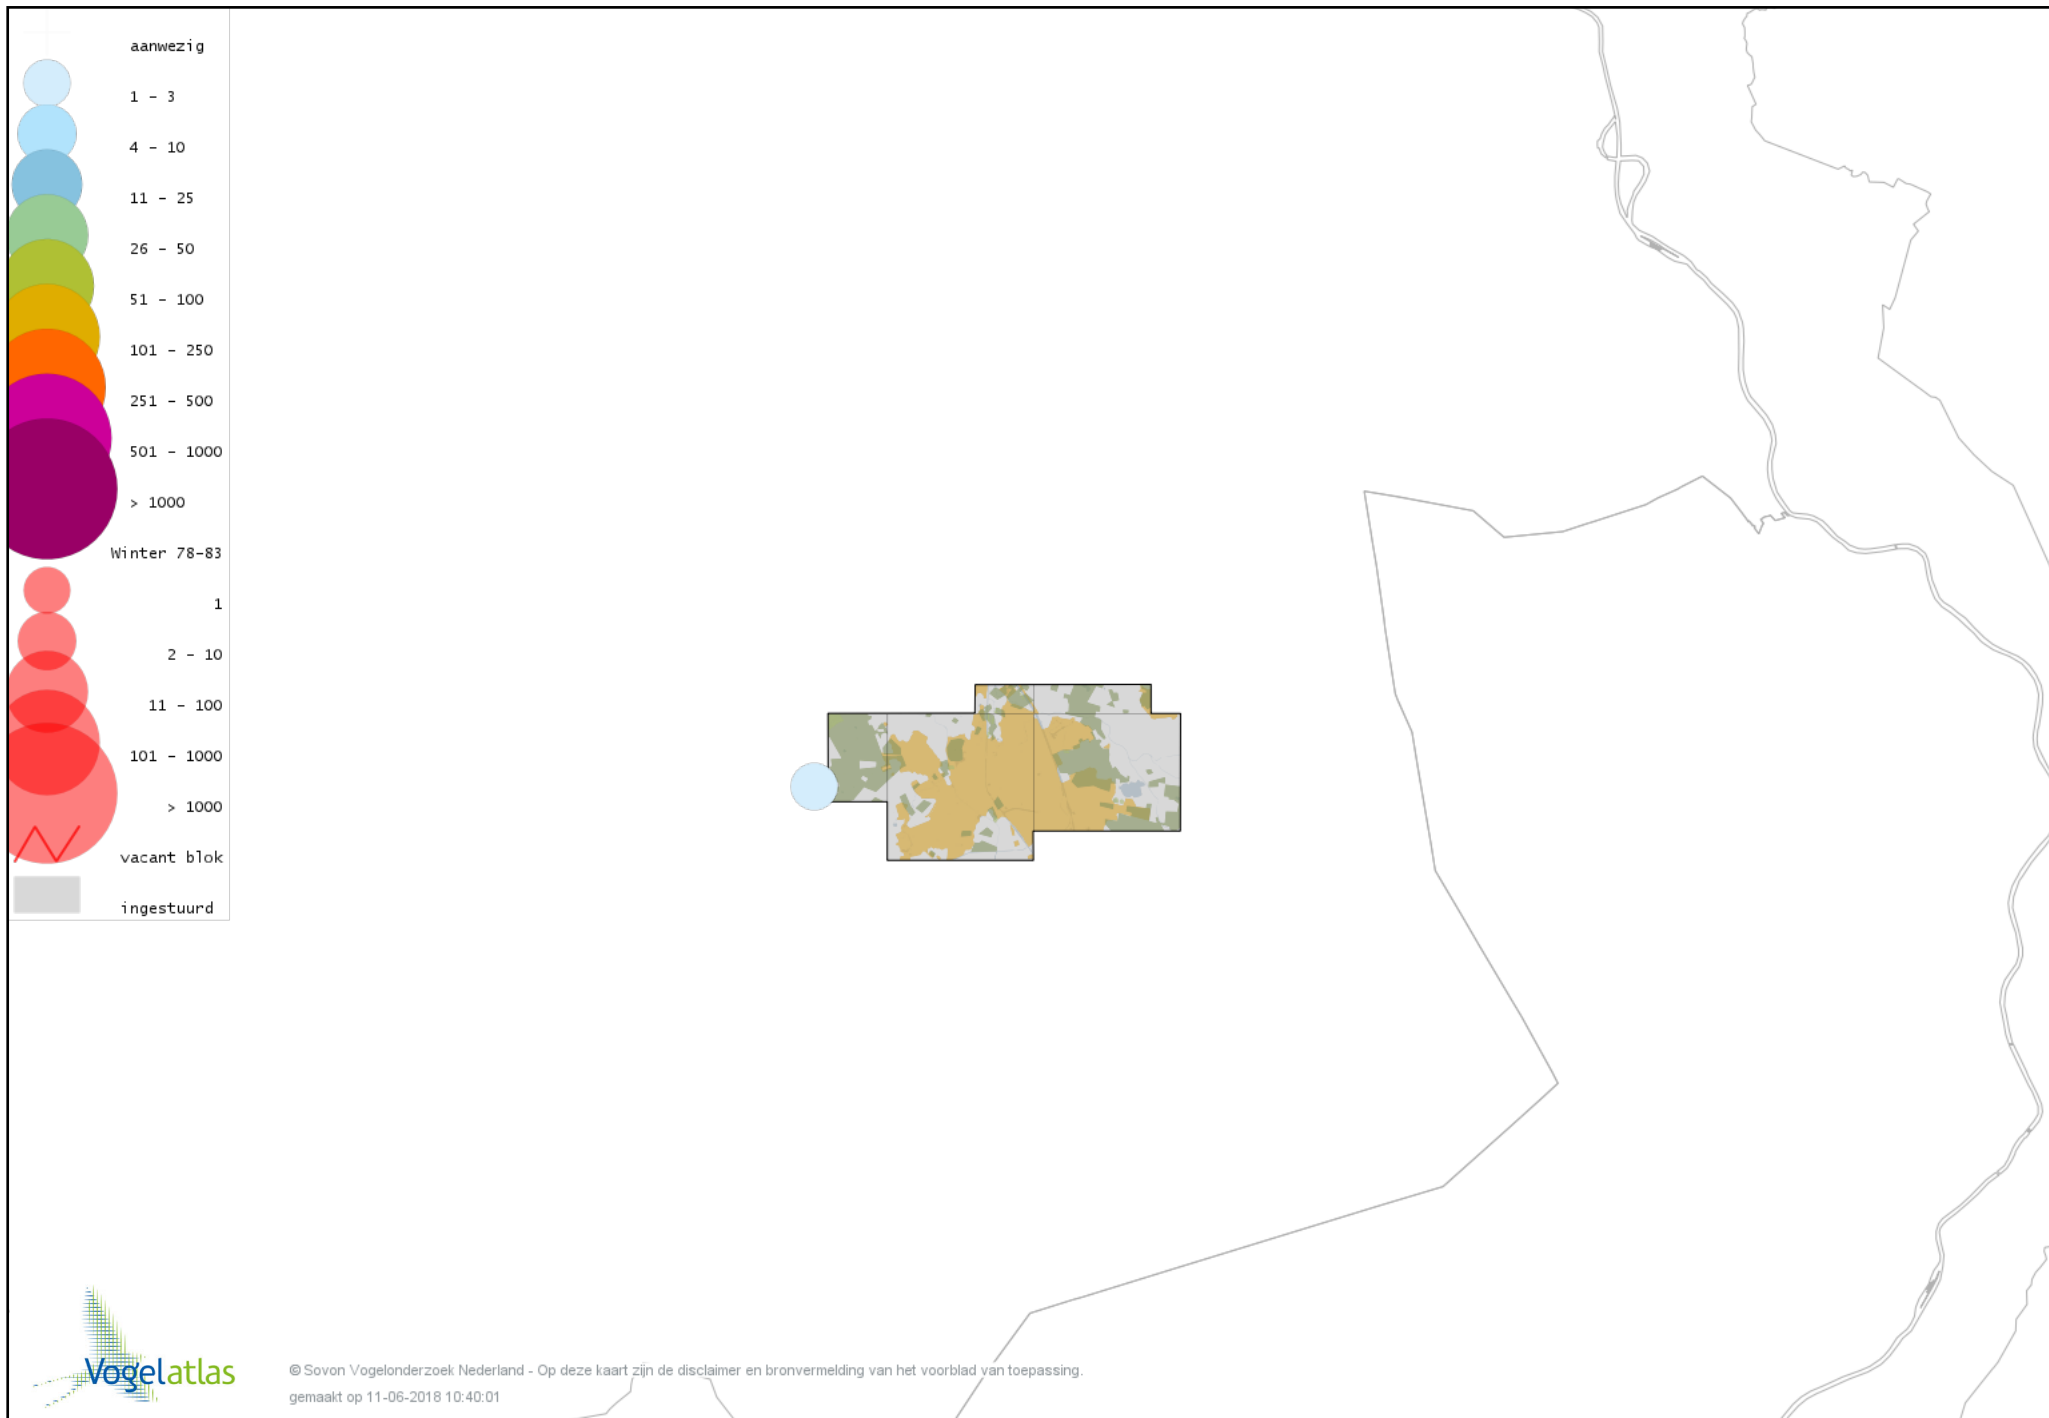 aanwezig
1 - 3
4 - 10
11 - 25
26 - 50
51 - 100
101 - 250
251 - 500
501 - 1000
> 1000
Winter 78-83
1
2 - 10
11 - 100
101 - 1000
> 1000
vacant blok
ingestuurd
Vogelatlas
© Sovon Vogelonderzoek Nederland - Op deze kaart zijn de disclaimer en bronvermelding van het voorblad van toepassing.
gemaakt op 11-06-2018 10:40:01